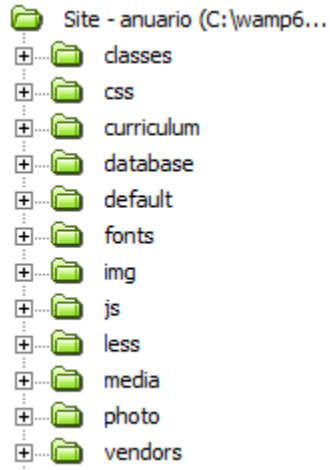 Site - anuario (C:\wamp6...
classes
css
curriculum
database
default
fonts
img
js
less
media
photo
vendors